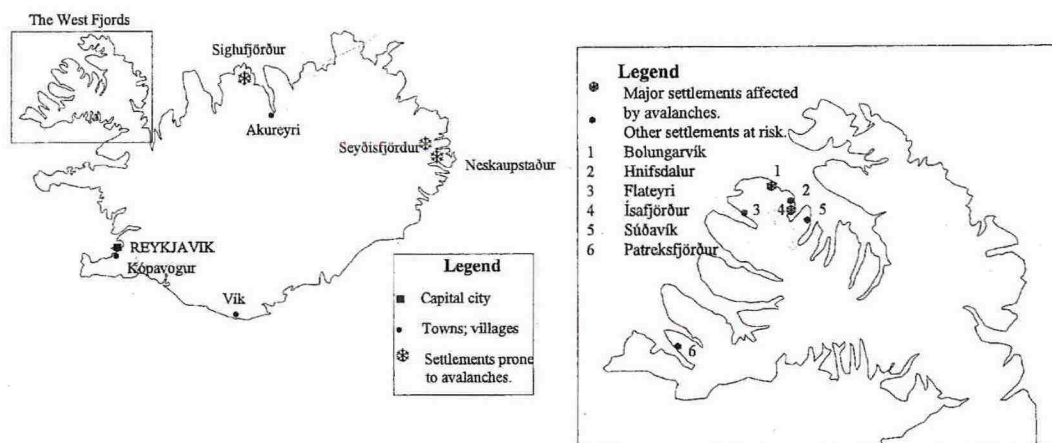 The West Fjords
Siglufjörður
Akureyri
Seyðisfjördur
Neskaupstaður
REYKJAVIK
Kópavogur
Vík
Legend
Capital city
Towns; villages
Settlements prone
to avalanches.
Legend
Major settlements affected
by avalanches.
Other settlements at risk.
1 Bolungarvík
2 Hnifsdalur
3 Flateyri
4 Ísafjörður
5 Súðavík
6 Patreksfjörður
1
2
3
4
5
6